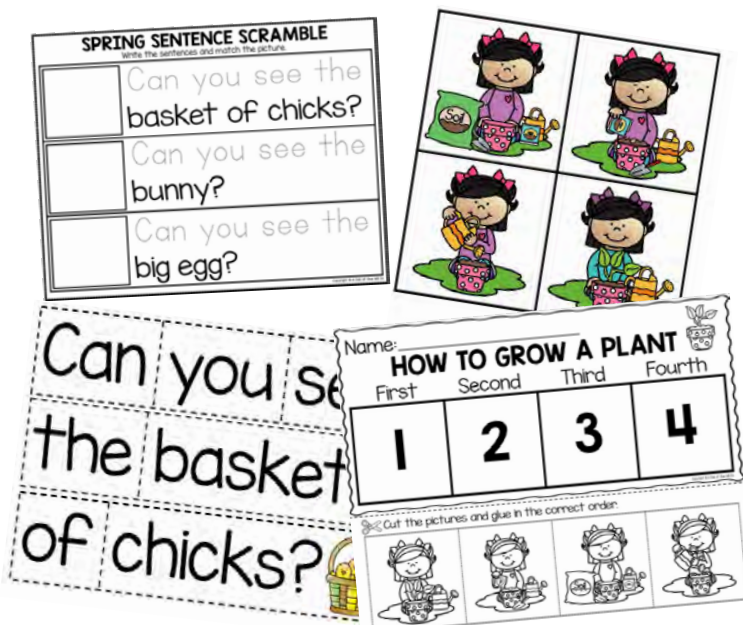 SPRING SENTENCE SCRAMBLE
Write the sentences and match the picture.
Can you see the
basket of chicks?
Can you see the
bunny?
Can you see the
big egg?
Soil
Can you se
the basket
of chicks?
Name:
HOW TO GROW A PLANT
First Second Third Fourth
1 2 3 4
Cut the pictures and glue in the correct order.
Soil